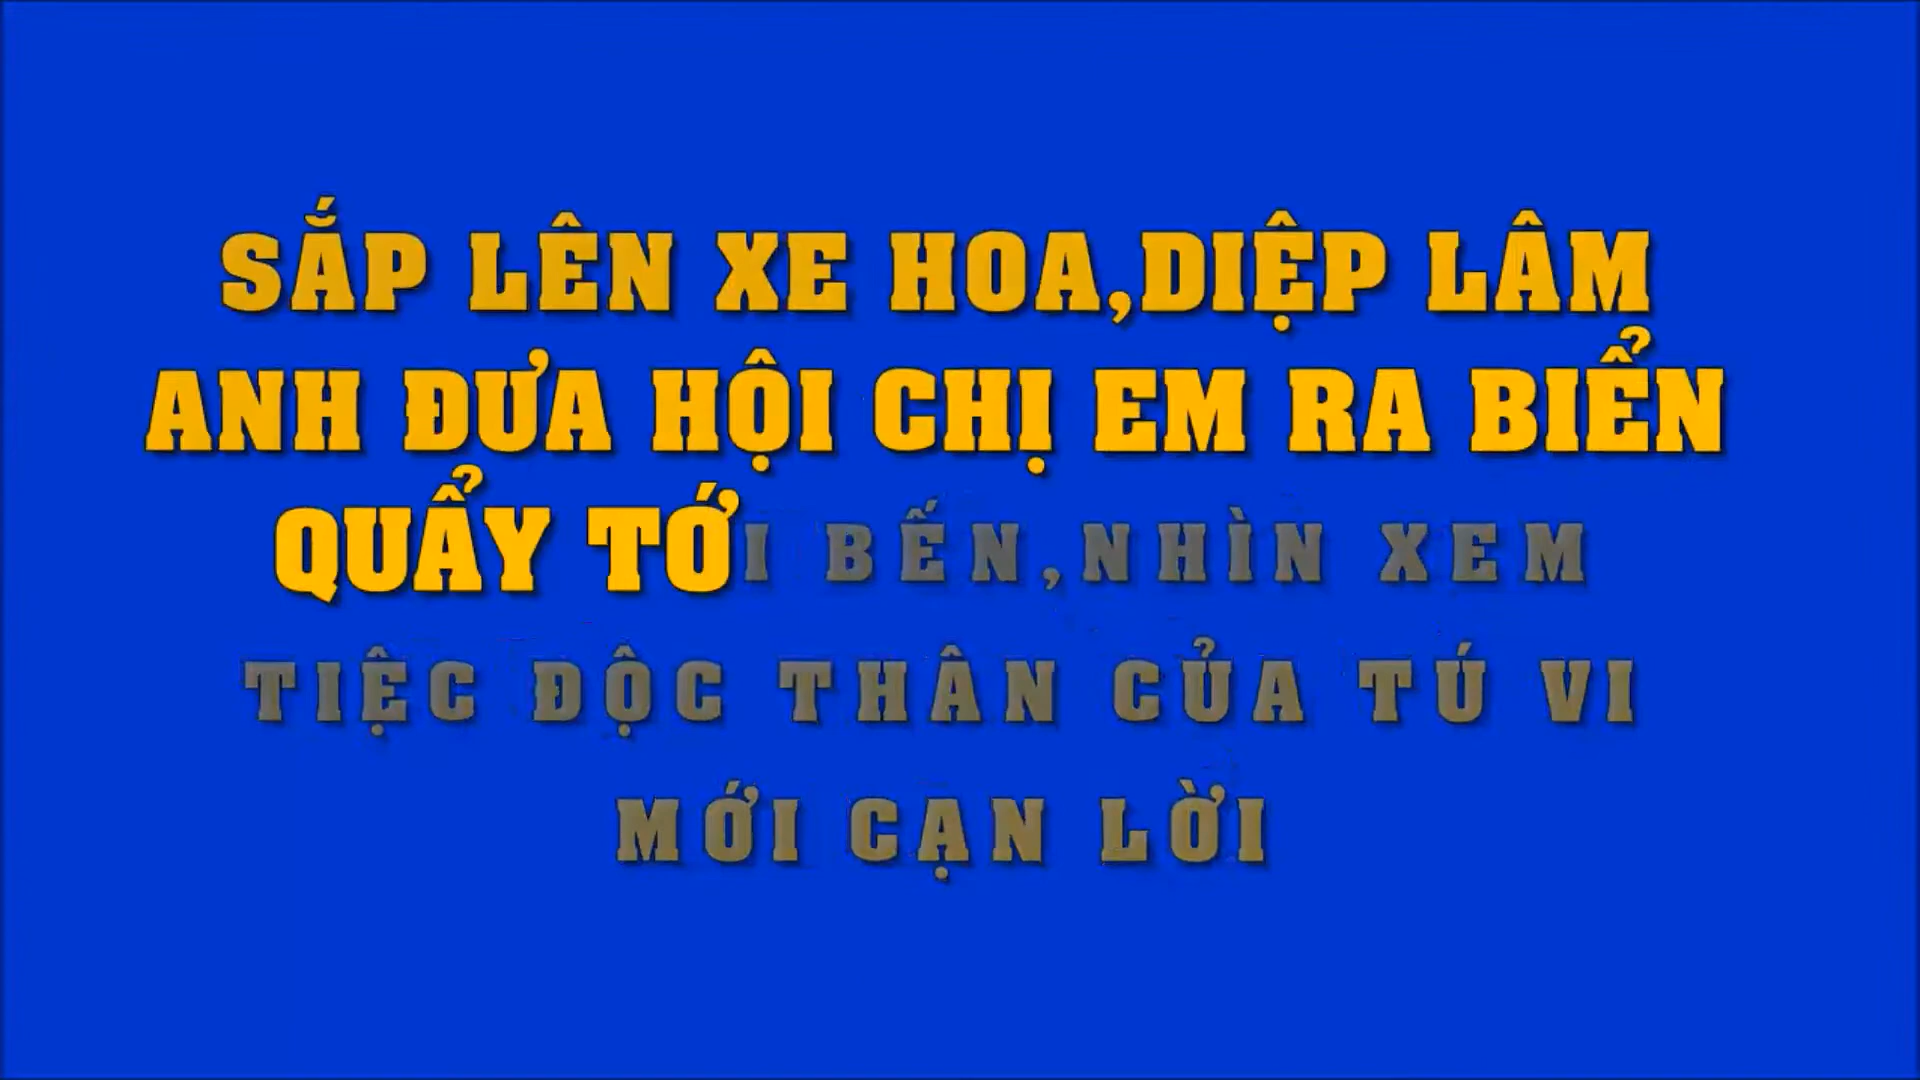 SẮP LÊN XE HOA,DIỆP LÂM
ANH ĐƯA HỘI CHỊ EM RA BIỂN
QUẨY TỚI BẾN,NHÌN XEM
TIỆC ĐỘC THÂN CỦA TÚ VI
MỚI CẠN LỜI